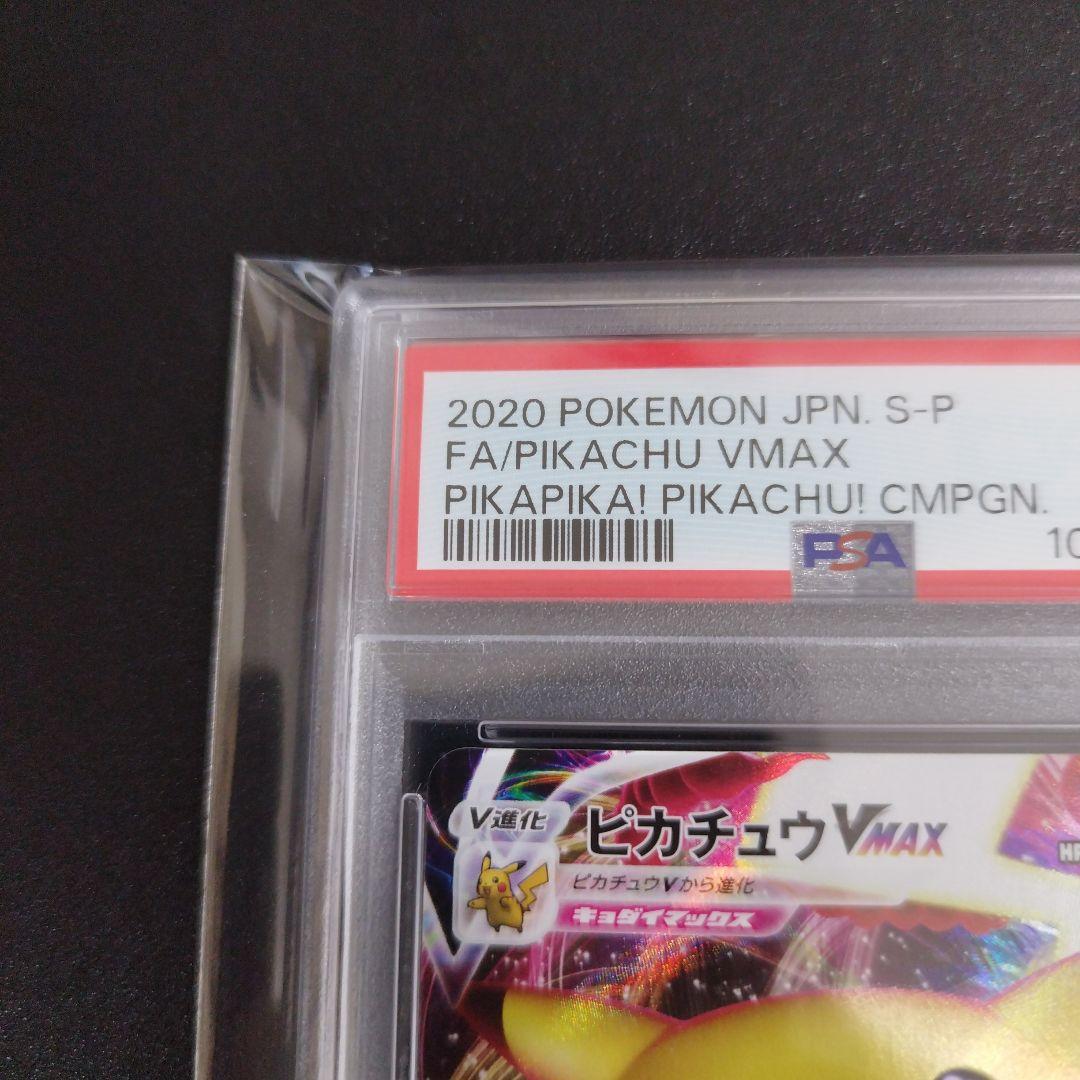 2020 POKEMON JPN. S-P
FA/PIKACHU VMAX
PIKAPIKA! PIKACHU! CMPGN.
PSA
10
V進化
ピカチュウVMAX
HP
ピカチュウVから進化
キョダイマックス